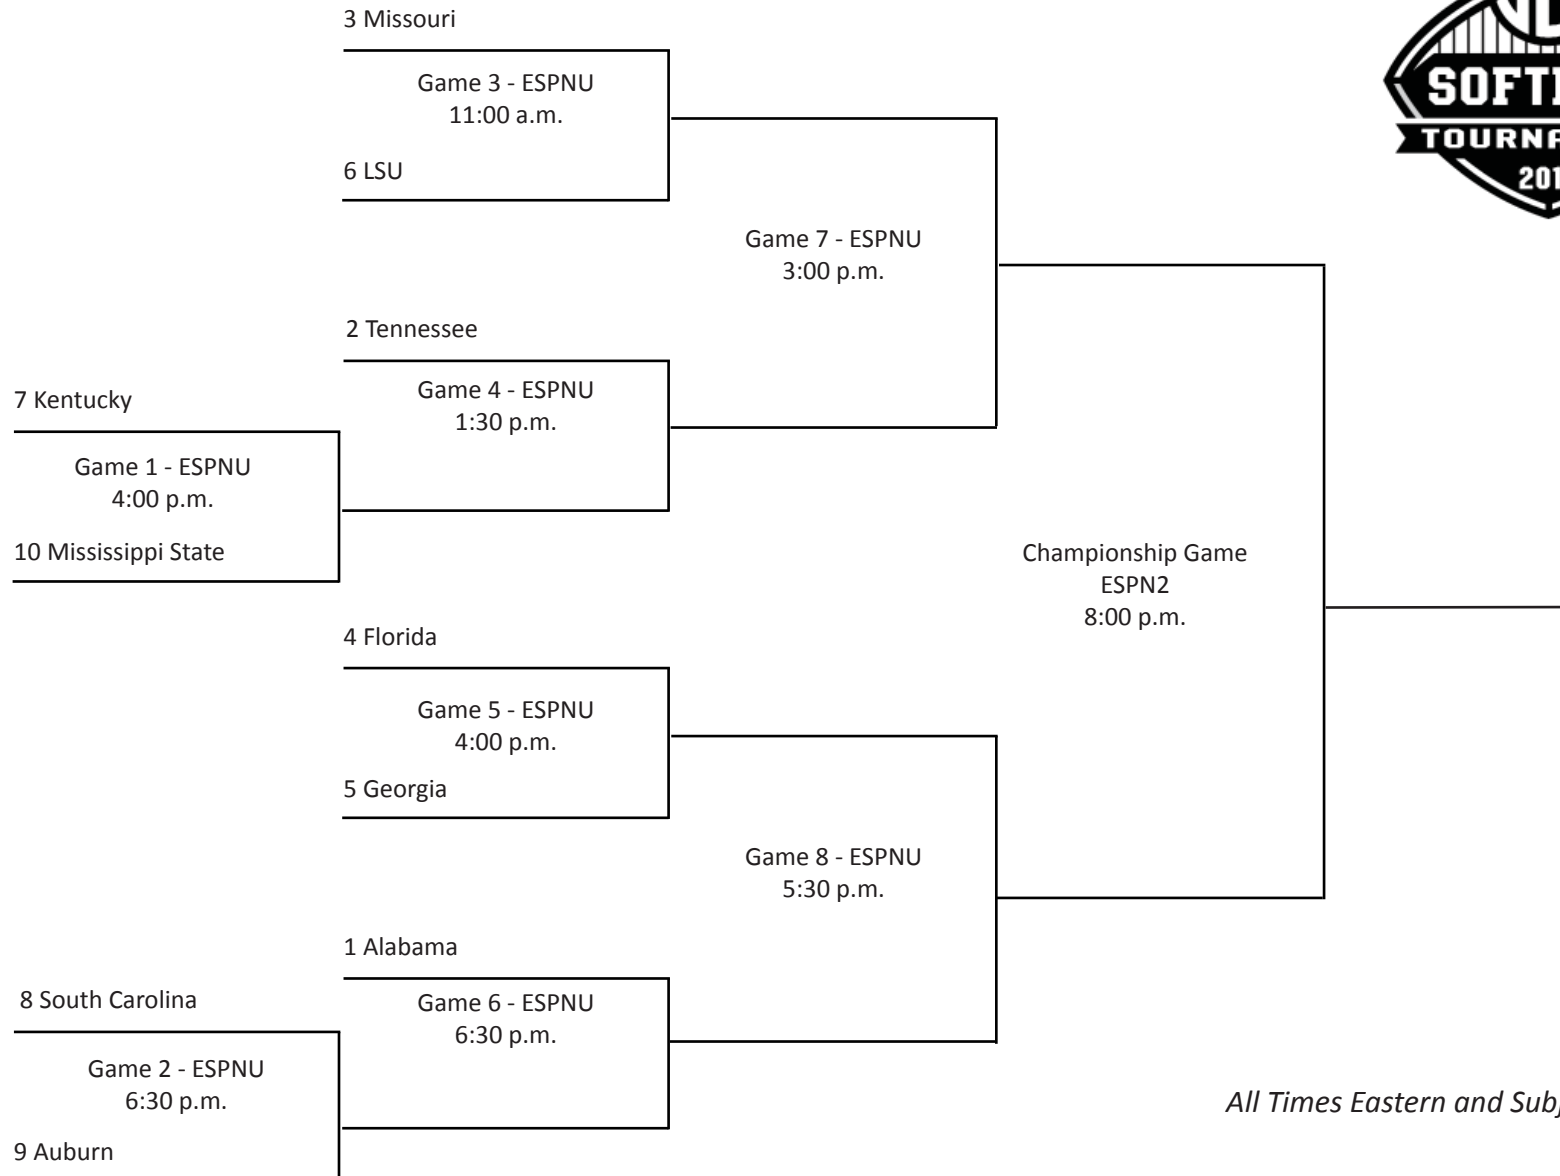 3 Missouri
Game 3 - ESPNU
11:00 a.m.
6 LSU
Game 7 - ESPNU
3:00 p.m.
2 Tennessee
Game 4 - ESPNU
1:30 p.m.
7 Kentucky
Game 1 - ESPNU
4:00 p.m.
10 Mississippi State
Championship Game
ESPN2
8:00 p.m.
4 Florida
Game 5 - ESPNU
4:00 p.m.
5 Georgia
Game 8 - ESPNU
5:30 p.m.
1 Alabama
Game 6 - ESPNU
6:30 p.m.
8 South Carolina
Game 2 - ESPNU
6:30 p.m.
9 Auburn
All Times Eastern and